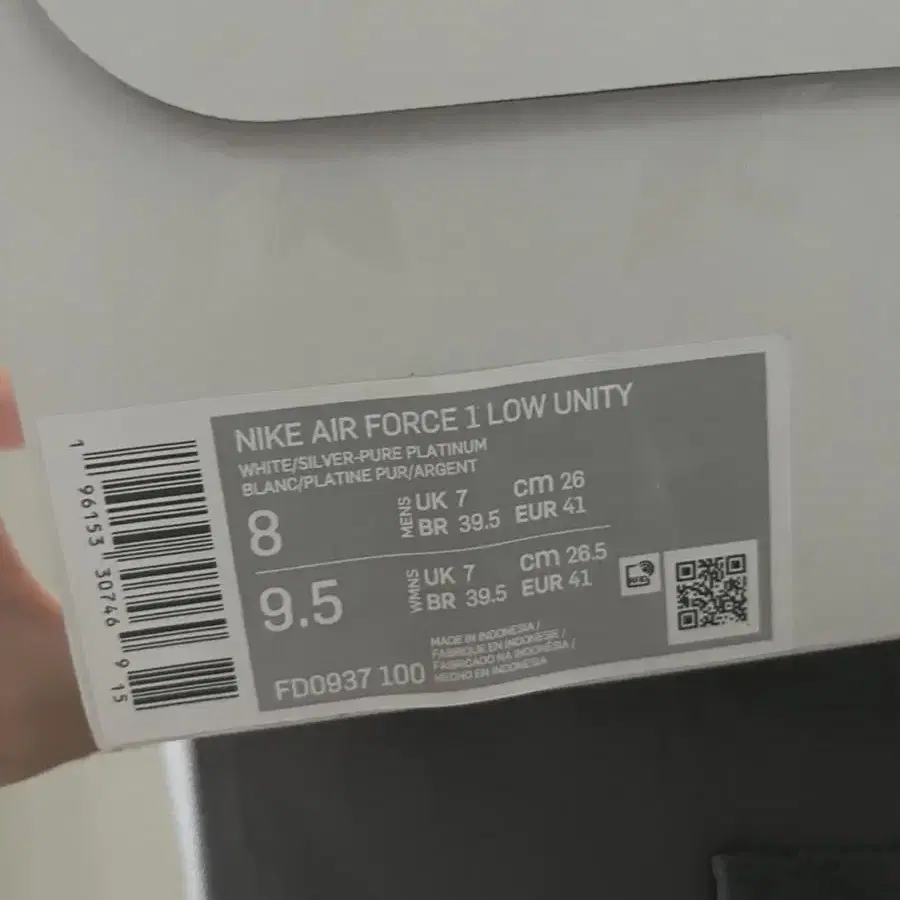 NIKE AIR FORCE 1 LOW UNITY
WHITE/SILVER-PURE PLATINUM
BLANC/PLATINE PUR/ARGENT
8
MENS
UK 7 cm 26
BR 39.5 EUR 41
9.5
WMNS
UK 7 cm 26.5
BR 39.5 EUR 41
FD0937 100
MADE IN INDONESIA /
FABRIQUE EN INDONESIE /
FABRICADO NA INDONESIA /
HECHO EN INDONESIA
1 96153 30746 9 15